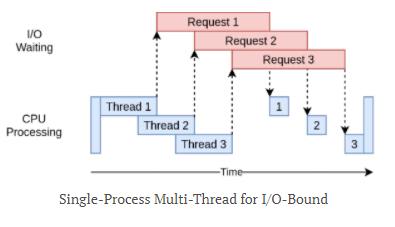 I/O
Waiting
Request 1
Request 2
Request 3
CPU
Processing
Thread 1
Thread 2
Thread 3
1
2
3
Time
Single-Process Multi-Thread for I/O-Bound